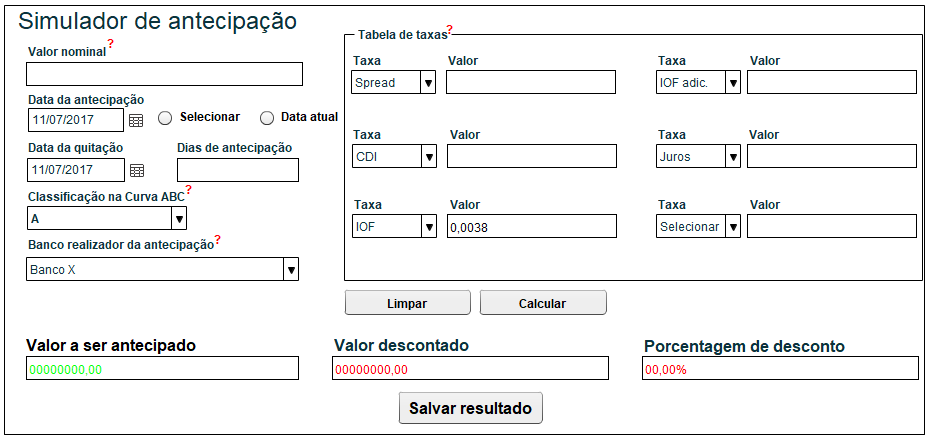 Simulador de antecipação
Valor nominal?
Data da antecipação
11/07/2017 Selecionar Data atual
Data da quitação Dias de antecipação
11/07/2017
Classificação na Curva ABC?
A
Banco realizador da antecipação?
Banco X
Tabela de taxas?
Taxa Valor Taxa Valor
Spread IOF adic.
Taxa Valor Taxa Valor
CDI Juros
Taxa Valor Taxa Valor
IOF 0,0038 Selecionar
Limpar Calcular
Valor a ser antecipado Valor descontado Porcentagem de desconto
00000000,00 00000000,00 00,00%
Salvar resultado